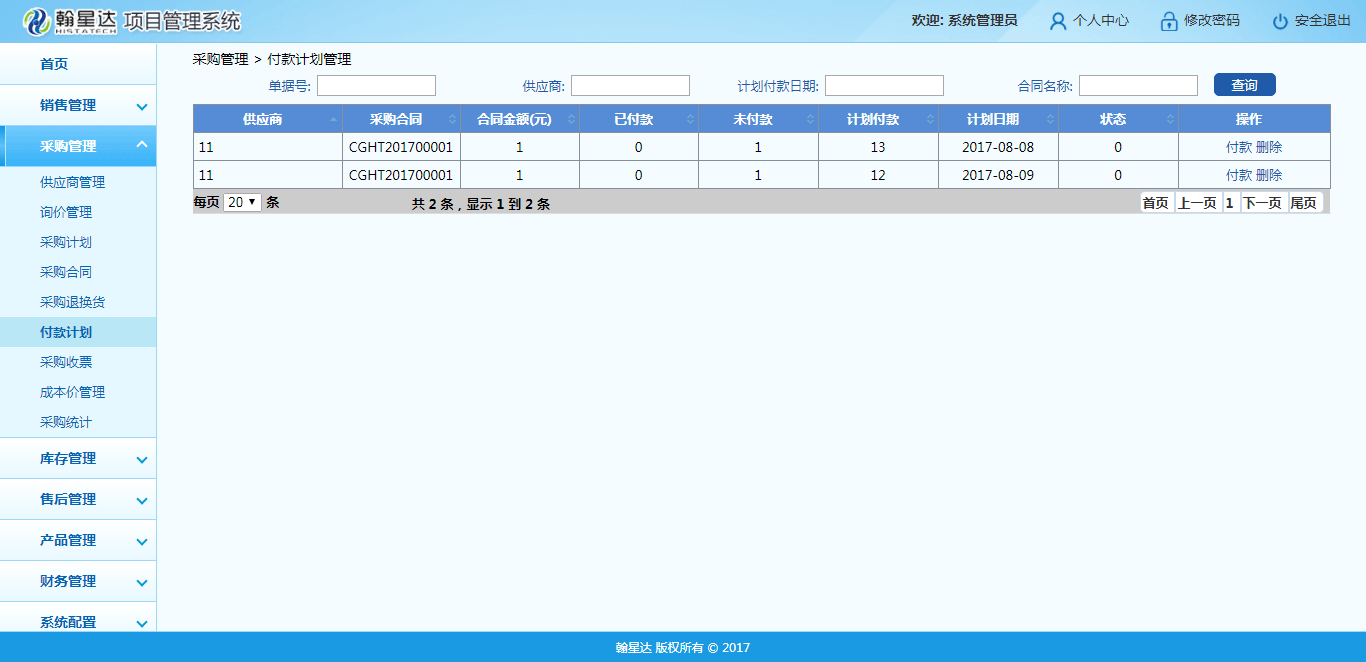 翰星达 HISTATECH 项目管理系统 欢迎: 系统管理员 个人中心 修改密码 安全退出
首页
销售管理
采购管理
供应商管理
询价管理
采购计划
采购合同
采购退换货
付款计划
采购收票
成本价管理
采购统计
库存管理
售后管理
产品管理
财务管理
系统配置
采购管理 > 付款计划管理
单据号: 供应商: 计划付款日期: 合同名称: 查询
供应商 采购合同 合同金额(元) 已付款 未付款 计划付款 计划日期 状态 操作
11 CGHT201700001 1 0 1 13 2017-08-08 0 付款 删除
11 CGHT201700001 1 0 1 12 2017-08-09 0 付款 删除
每页 20 条 共 2 条 , 显示 1 到 2 条 首页 上一页 1 下一页 尾页
翰星达 版权所有 © 2017